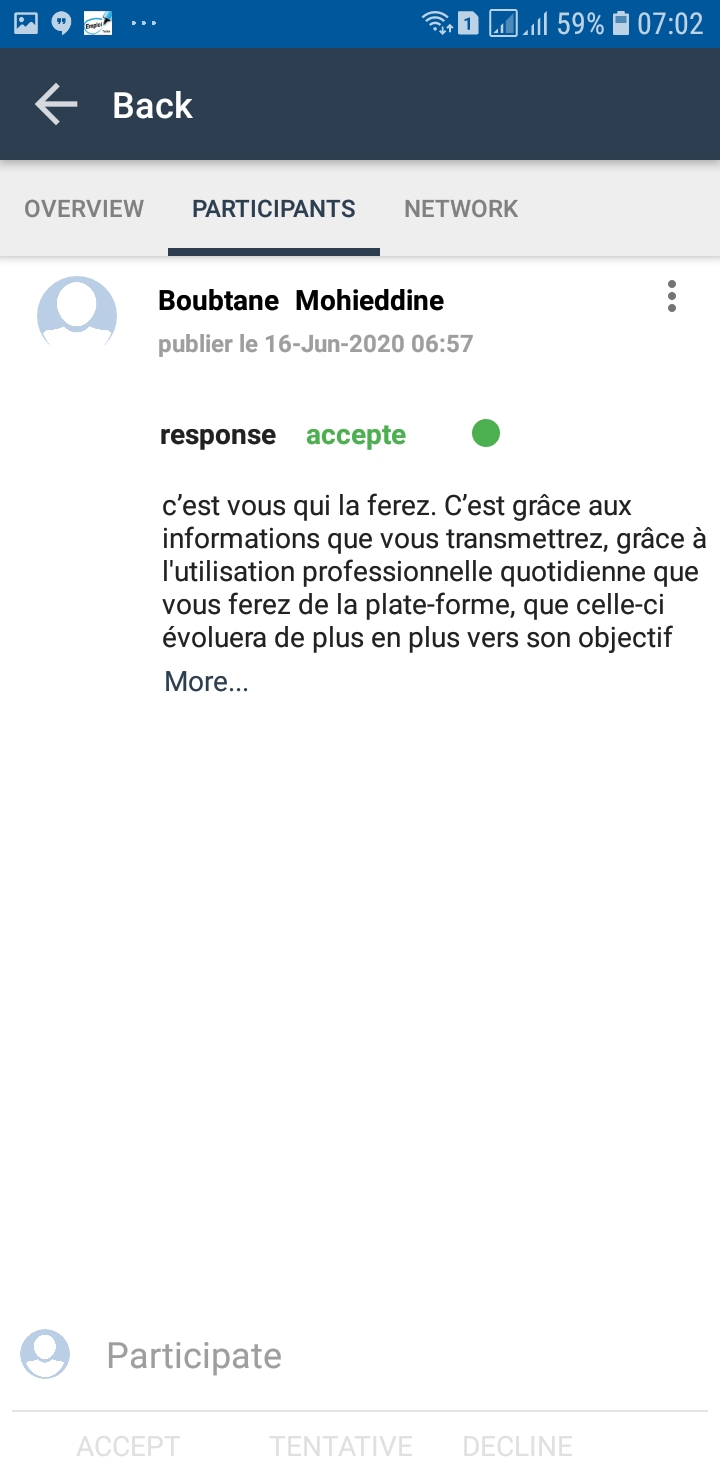 59% 07:02
Back
OVERVIEW PARTICIPANTS NETWORK
Boubtane Mohieddine
publier le 16-Jun-2020 06:57
response accepte
c’est vous qui la ferez. C’est grâce aux
informations que vous transmettrez, grâce à
l'utilisation professionnelle quotidienne que
vous ferez de la plate-forme, que celle-ci
évoluera de plus en plus vers son objectif
More...
Participate
ACCEPT TENTATIVE DECLINE